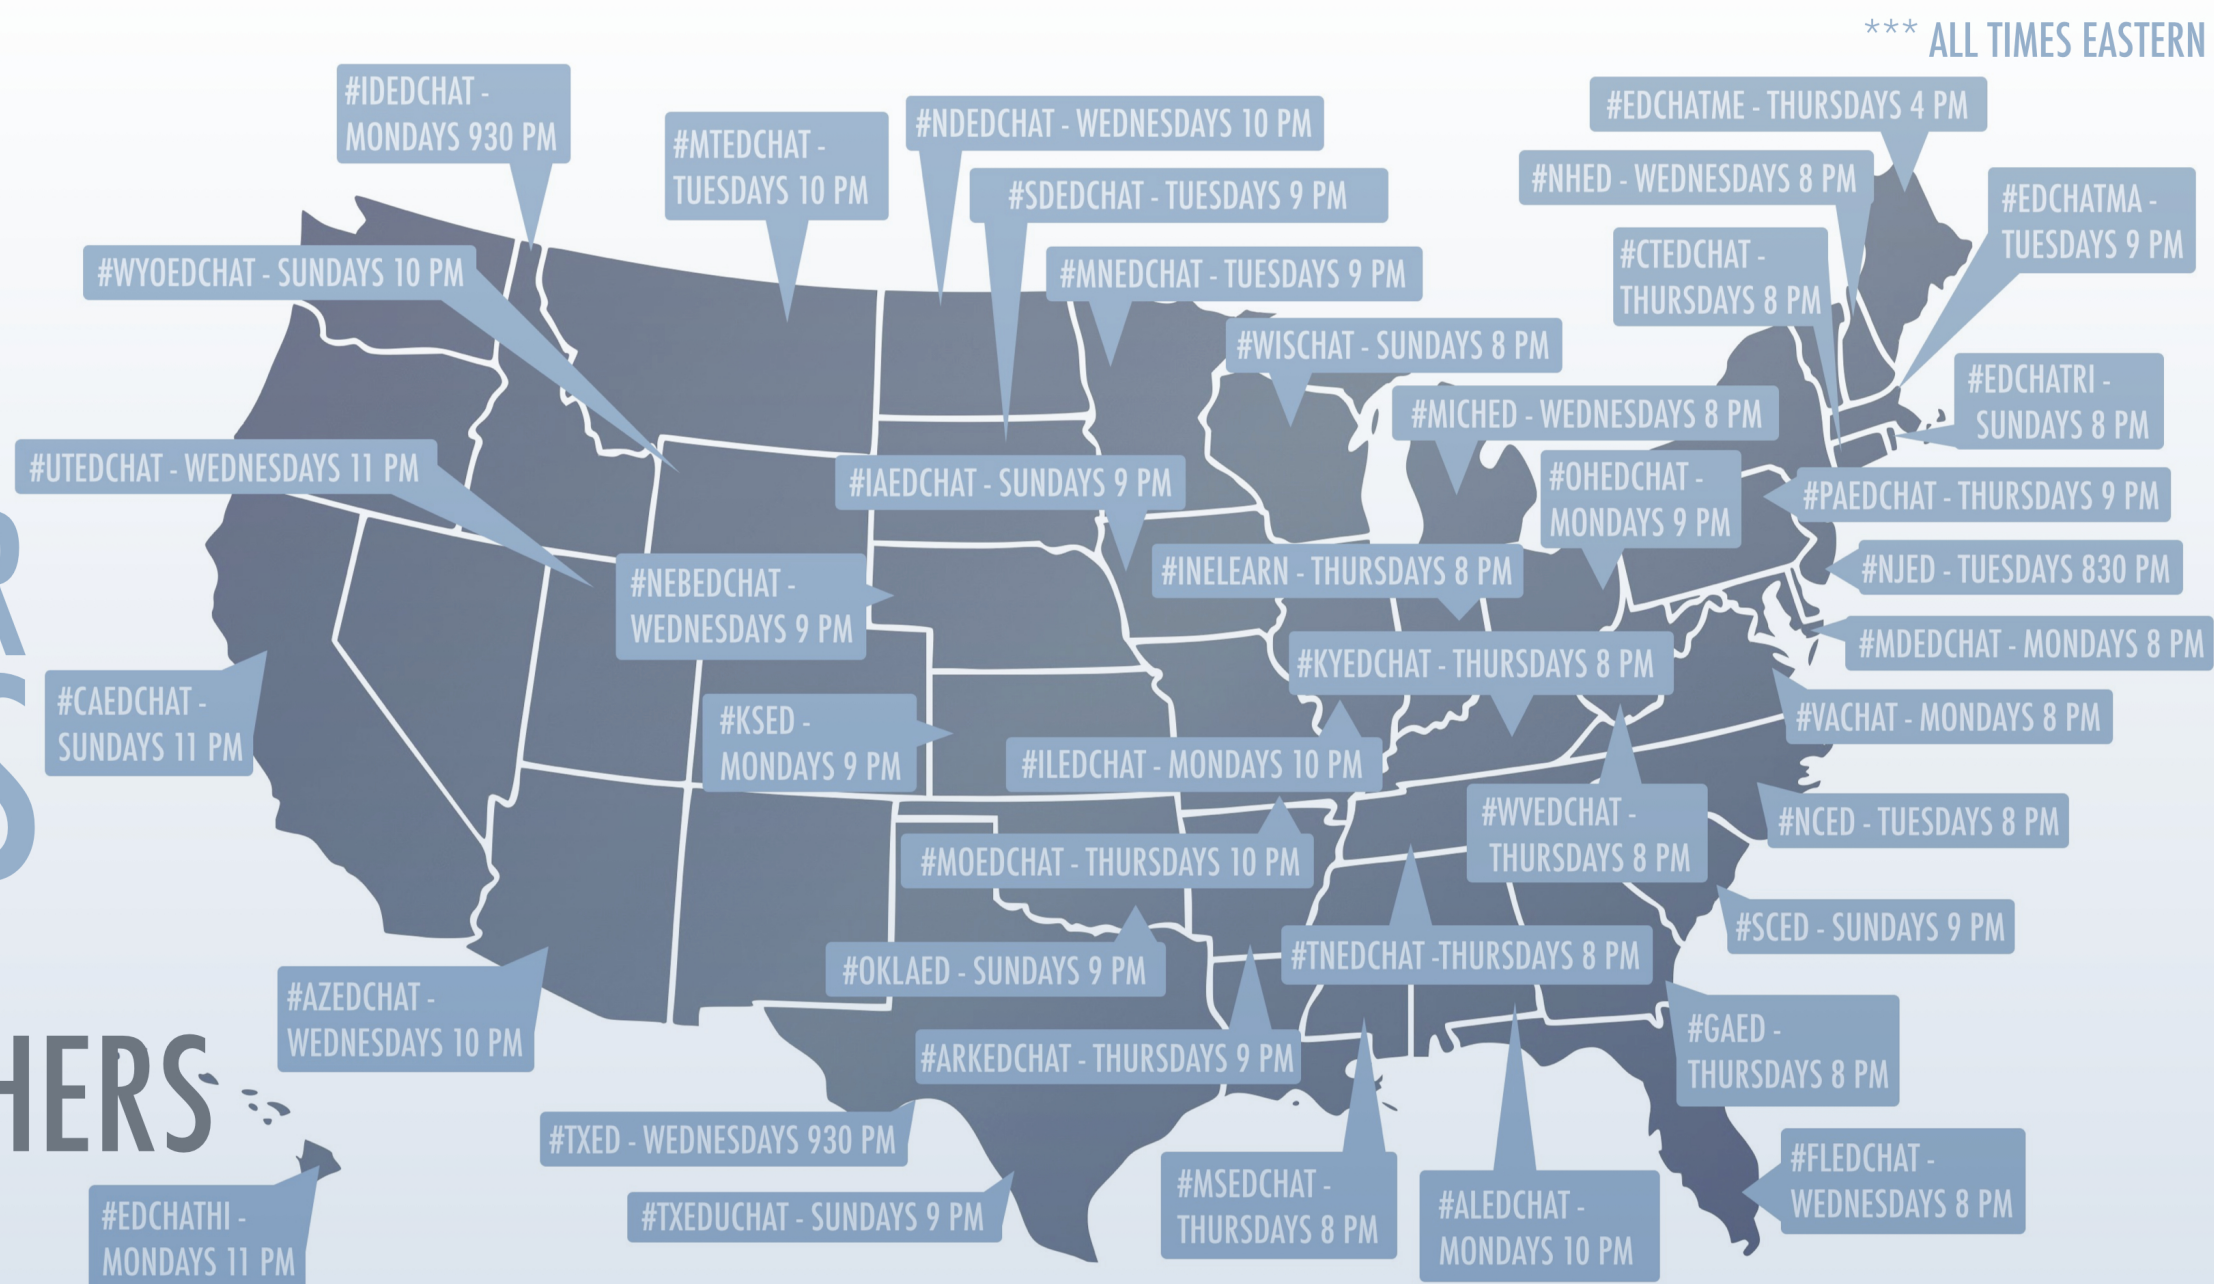 *** ALL TIMES EASTERN
#IDEDCHAT -
MONDAYS 930 PM
#MTEDCHAT -
TUESDAYS 10 PM
#NDEDCHAT - WEDNESDAYS 10 PM
#EDCHATME - THURSDAYS 4 PM
#SDEDCHAT - TUESDAYS 9 PM
#NHED - WEDNESDAYS 8 PM
#EDCHATMA -
TUESDAYS 9 PM
#WYOEDCHAT - SUNDAYS 10 PM
#MNEDCHAT - TUESDAYS 9 PM
#CTEDCHAT -
THURSDAYS 8 PM
#WISCHAT - SUNDAYS 8 PM
#EDCHATRI -
SUNDAYS 8 PM
#MICHED - WEDNESDAYS 8 PM
#UTEDCHAT - WEDNESDAYS 11 PM
#IAEDCHAT - SUNDAYS 9 PM
#OHEDCHAT -
MONDAYS 9 PM
#PAEDCHAT - THURSDAYS 9 PM
#NEBEDCHAT -
WEDNESDAYS 9 PM
#INELEARN - THURSDAYS 8 PM
#NJED - TUESDAYS 830 PM
#MDEDCHAT - MONDAYS 8 PM
#KYEDCHAT - THURSDAYS 8 PM
#CAEDCHAT -
SUNDAYS 11 PM
#KSED -
MONDAYS 9 PM
#VACHAT - MONDAYS 8 PM
#ILEDCHAT - MONDAYS 10 PM
#WVEDCHAT -
THURSDAYS 8 PM
#NCED - TUESDAYS 8 PM
#MOEDCHAT - THURSDAYS 10 PM
#SCED - SUNDAYS 9 PM
#OKLAED - SUNDAYS 9 PM
#TNEDCHAT -THURSDAYS 8 PM
#AZEDCHAT -
WEDNESDAYS 10 PM
#ARKEDCHAT - THURSDAYS 9 PM
#GAED -
THURSDAYS 8 PM
HERS
#TXED - WEDNESDAYS 930 PM
#FLEDCHAT -
WEDNESDAYS 8 PM
#MSEDCHAT -
THURSDAYS 8 PM
#ALEDCHAT -
MONDAYS 10 PM
#TXEDUCHAT - SUNDAYS 9 PM
#EDCHATHI -
MONDAYS 11 PM